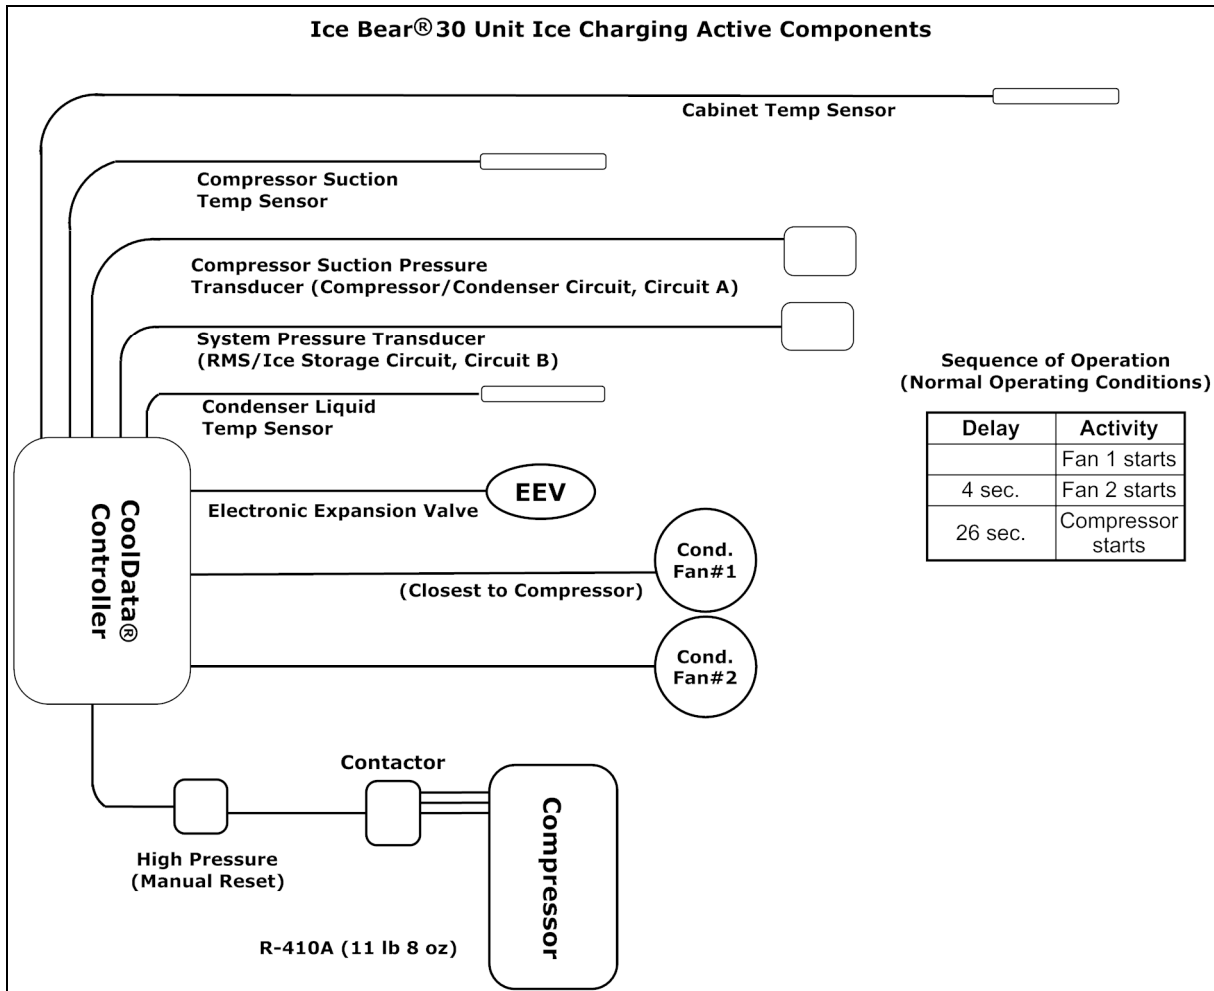 Ice Bear®30 Unit Ice Charging Active Components
Cabinet Temp Sensor
Compressor Suction
Temp Sensor
Compressor Suction Pressure
Transducer (Compressor/Condenser Circuit, Circuit A)
System Pressure Transducer
(RMS/Ice Storage Circuit, Circuit B)
Condenser Liquid
Temp Sensor
Sequence of Operation
(Normal Operating Conditions)
Delay Activity
Fan 1 starts
4 sec. Fan 2 starts
26 sec. Compressor
starts
CoolData®
Controller
EEV
Electronic Expansion Valve
Cond.
Fan#1
(Closest to Compressor)
Cond.
Fan#2
Contactor
Compressor
High Pressure
(Manual Reset)
R-410A (11 lb 8 oz)